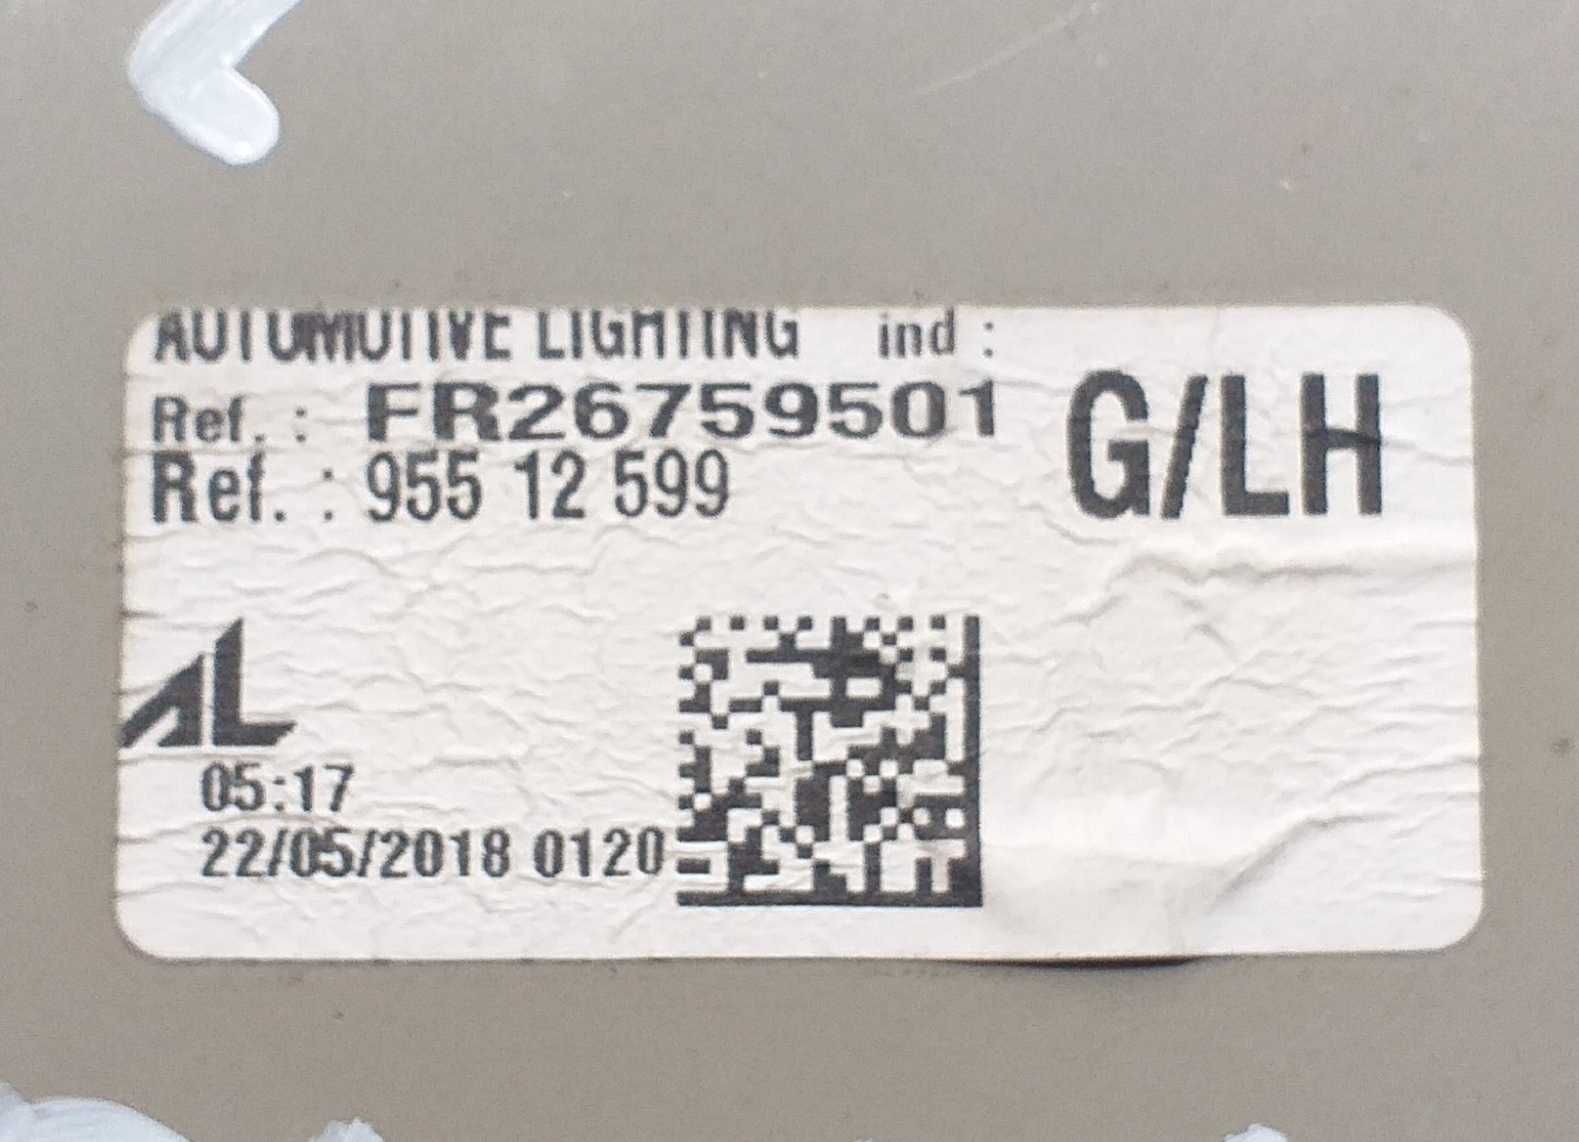 AUTOMOTIVE LIGHTING ind :
Ref. : FR26759501
Ref. : 955 12 599
G/LH
AL
05:17
22/05/2018 0120